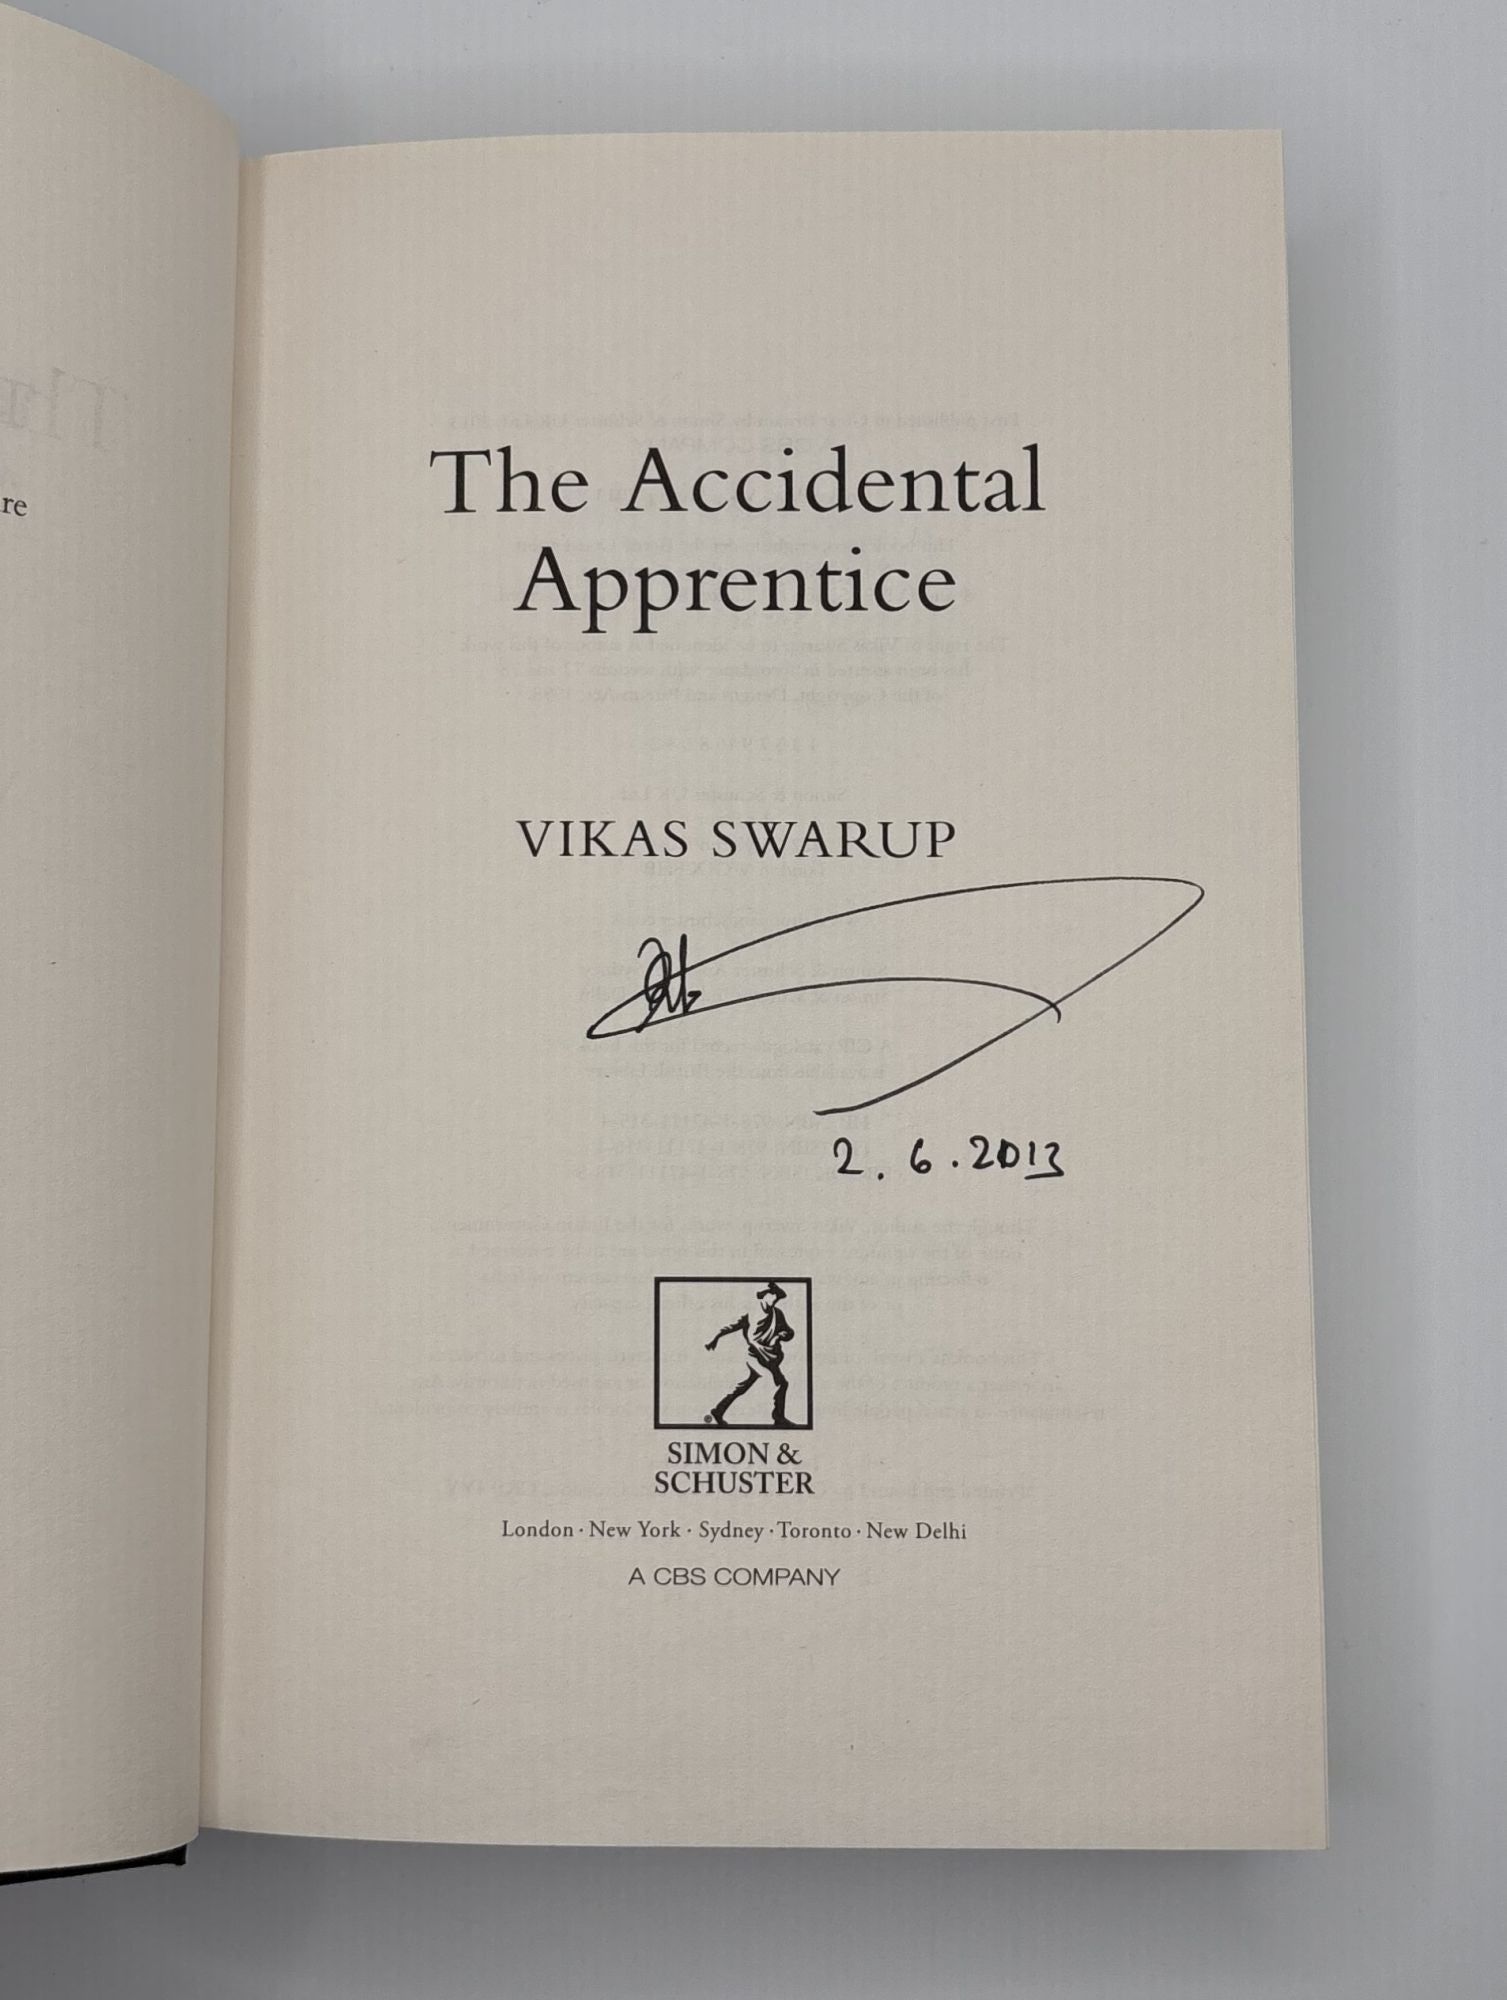 re
The Accidental
Apprentice
VIKAS SWARUP
2.6.2013
SIMON &
SCHUSTER
London · New York · Sydney · Toronto · New Delhi
A CBS COMPANY